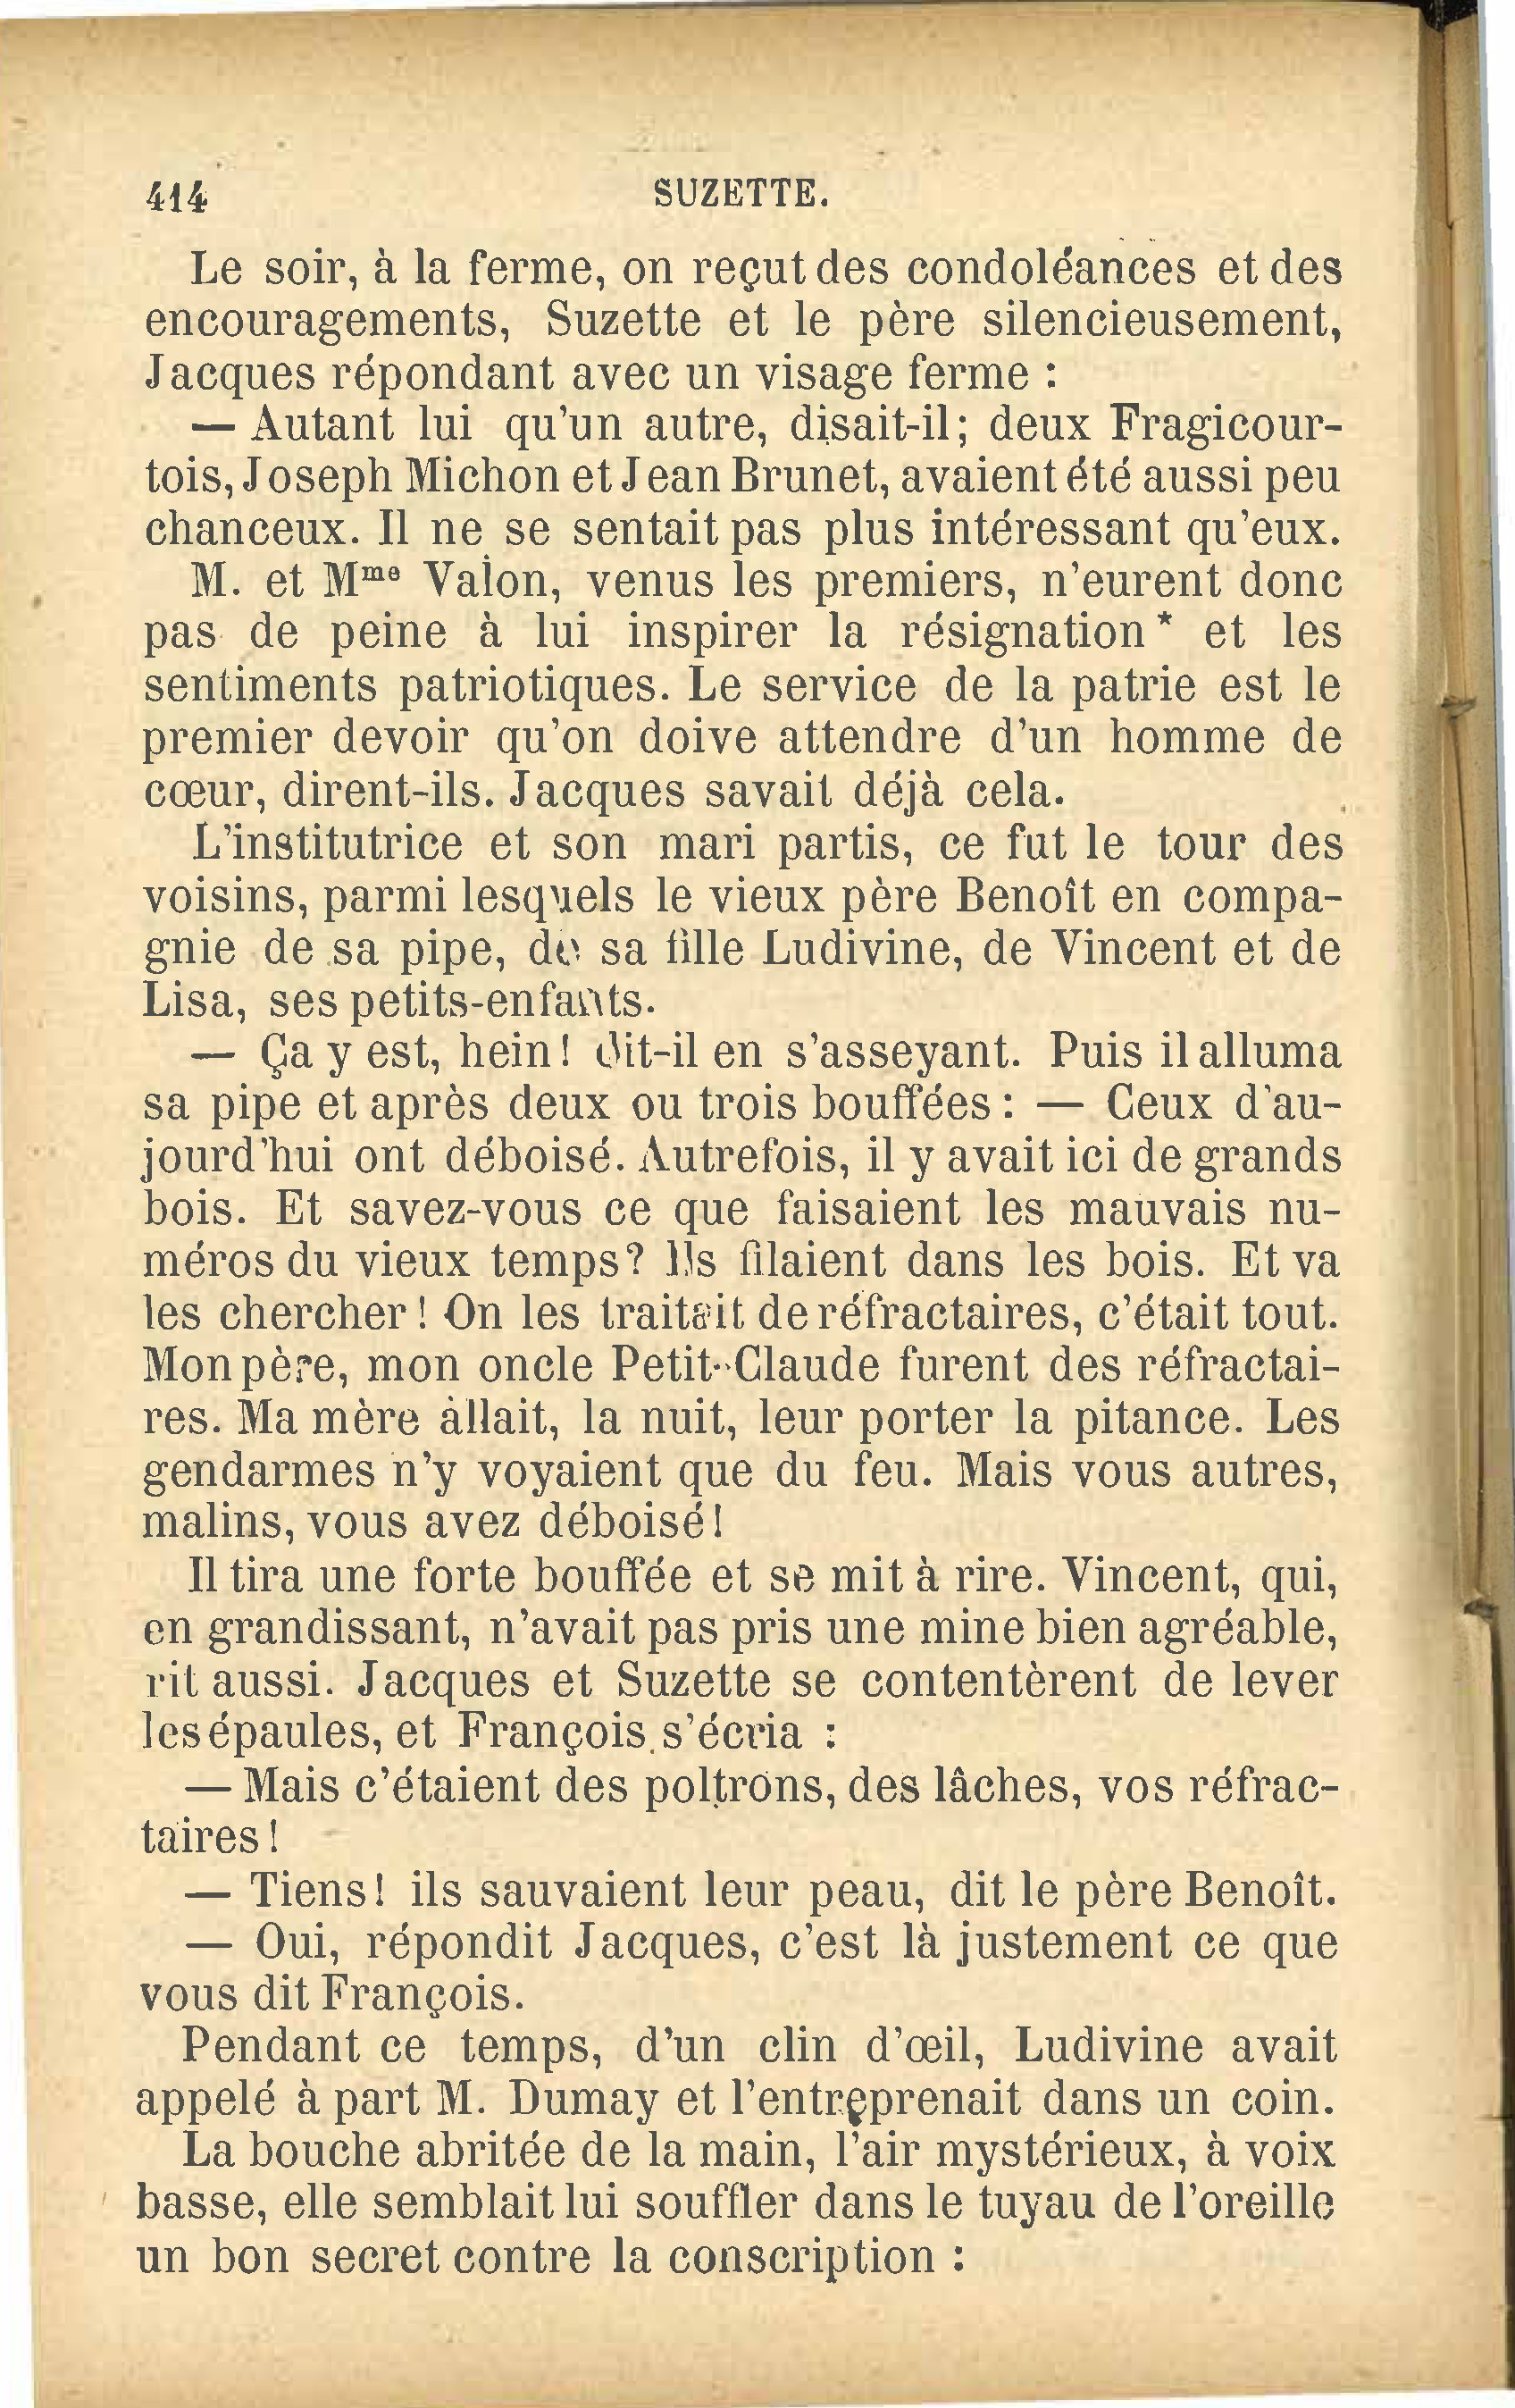 414
SUZETTE.
Le soir, à la ferme, on reçut des condoléances et des
encouragements, Suzette et le père silencieusement,
Jacques répondant avec un visage ferme :
— Autant lui qu'un autre, disait-il; deux Fragicour-
tois, Joseph Michon et Jean Brunet, avaient été aussi peu
chanceux. Il ne se sentait pas plus intéressant qu'eux.
M. et Mme Valon, venus les premiers, n'eurent donc
pas de peine à lui inspirer la résignation* et les
sentiments patriotiques. Le service de la patrie est le
premier devoir qu'on doive attendre d'un homme de
cœur, dirent-ils. Jacques savait déjà cela.
L'institutrice et son mari partis, ce fut le tour des
voisins, parmi lesquels le vieux père Benoît en compa-
gnie de sa pipe, de sa fille Ludivine, de Vincent et de
Lisa, ses petits-enfants.
— Ça y est, hein! dit-il en s'asseyant. Puis il alluma
sa pipe et après deux ou trois bouffées : — Ceux d'au-
jourd'hui ont déboisé. Autrefois, il y avait ici de grands
bois. Et savez-vous ce que faisaient les mauvais nu-
méros du vieux temps? Ils filaient dans les bois. Et va
les chercher! On les traitait de réfractaires, c'était tout.
Mon père, mon oncle Petit-Claude furent des réfractai-
res. Ma mère allait, la nuit, leur porter la pitance. Les
gendarmes n'y voyaient que du feu. Mais vous autres,
malins, vous avez déboisé!
Il tira une forte bouffée et se mit à rire. Vincent, qui,
en grandissant, n'avait pas pris une mine bien agréable,
rit aussi. Jacques et Suzette se contentèrent de lever
les épaules, et François s'écria :
— Mais c'étaient des poltrons, des lâches, vos réfrac-
taires!
— Tiens! ils sauvaient leur peau, dit le père Benoît.
— Oui, répondit Jacques, c'est là justement ce que
vous dit François.
Pendant ce temps, d'un clin d'œil, Ludivine avait
appelé à part M. Dumay et l'entreprenait dans un coin.
La bouche abritée de la main, l'air mystérieux, à voix
basse, elle semblait lui souffler dans le tuyau de l'oreille
un bon secret contre la conscription :